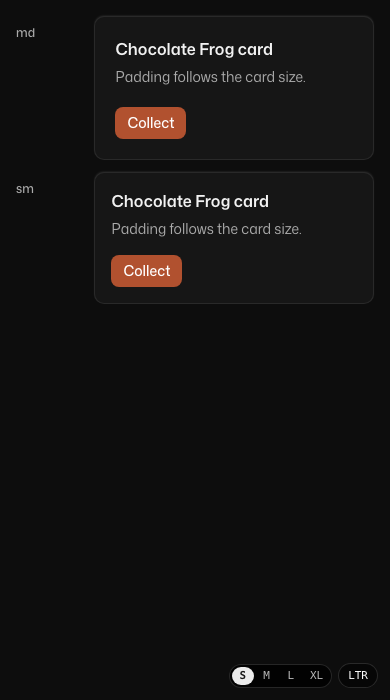 md
Chocolate Frog card
Padding follows the card size.
Collect
sm
Chocolate Frog card
Padding follows the card size.
Collect
S M L XL LTR